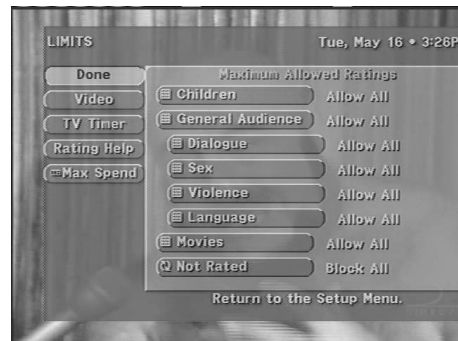 LIMITS
Tue, May 16 • 3:26P
Done
Video
TV Timer
Rating Help
Max Spend
Maximum Allowed Ratings
Children Allow All
General Audience Allow All
Dialogue Allow All
Sex Allow All
Violence Allow All
Language Allow All
Movies Allow All
Not Rated Block All
Return to the Setup Menu.